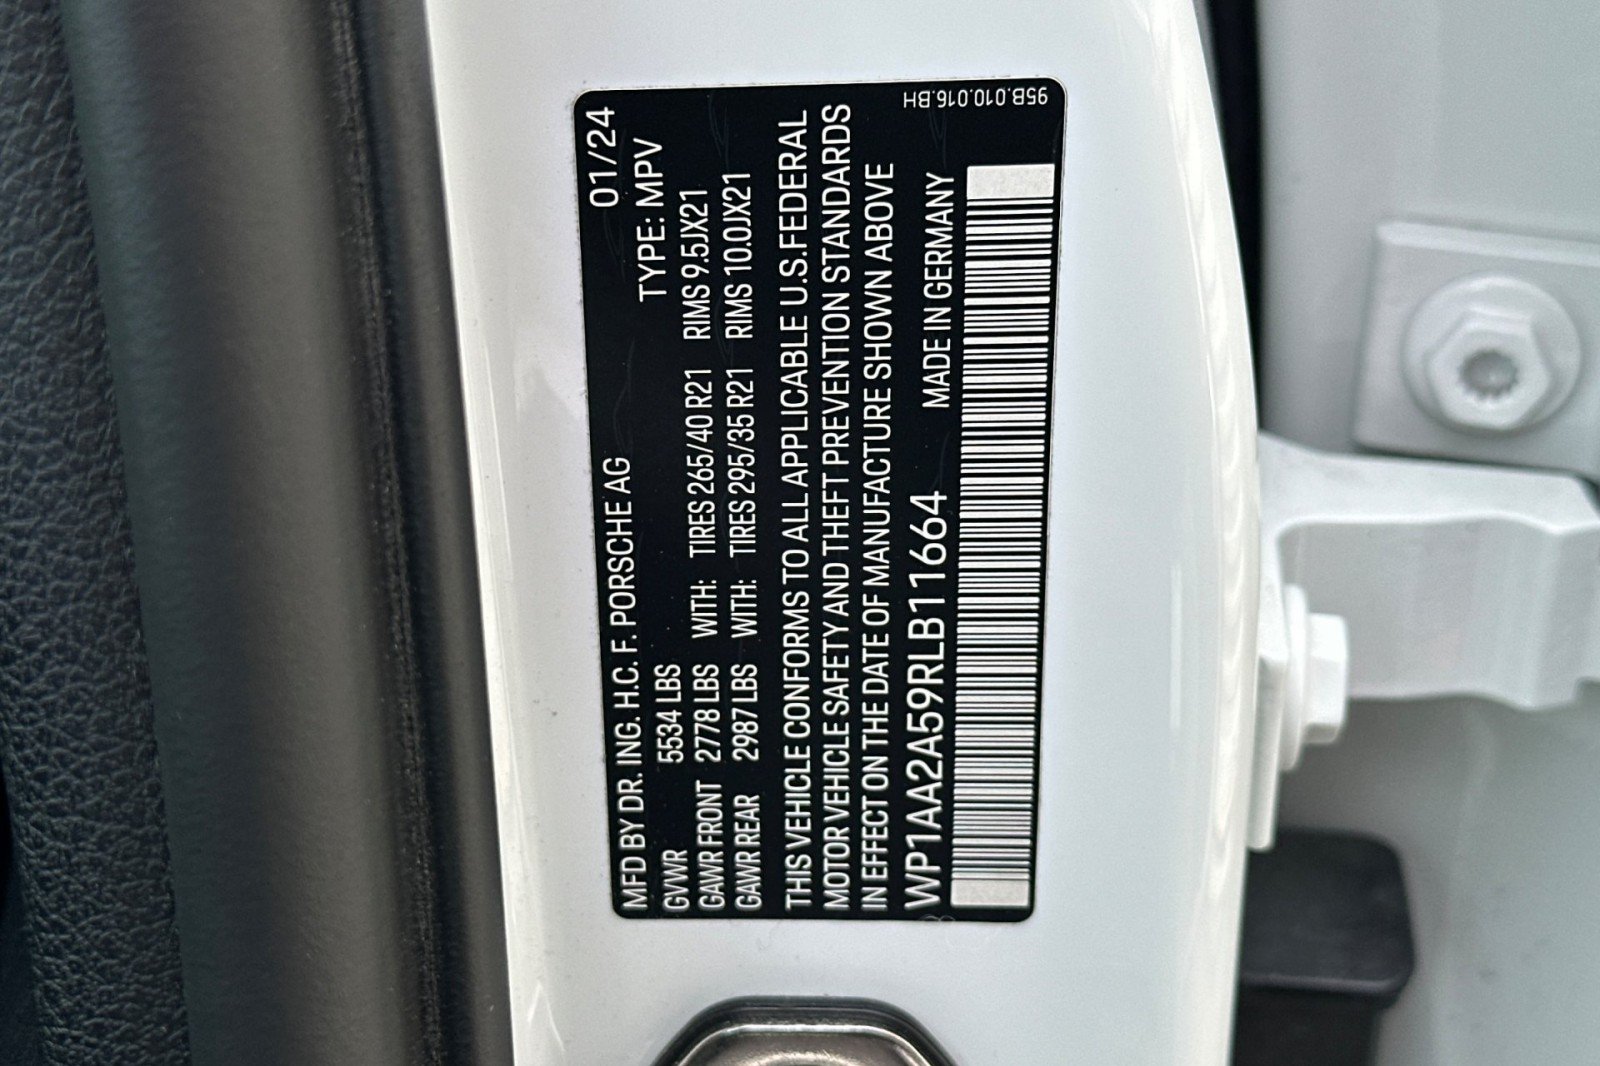 MFD BY DR. ING. H.C. F. PORSCHE AG 01/24
GVWR 5534 LBS TYPE: MPV
GAWR FRONT 2778 LBS WITH: TIRES 265/40 R21 RIMS 9.5JX21
GAWR REAR 2987 LBS WITH: TIRES 295/35 R21 RIMS 10.0JX21
THIS VEHICLE CONFORMS TO ALL APPLICABLE U.S.FEDERAL
MOTOR VEHICLE SAFETY AND THEFT PREVENTION STANDARDS
IN EFFECT ON THE DATE OF MANUFACTURE SHOWN ABOVE
WP1AA2A59RLB11664 MADE IN GERMANY
95B.010.016.BH